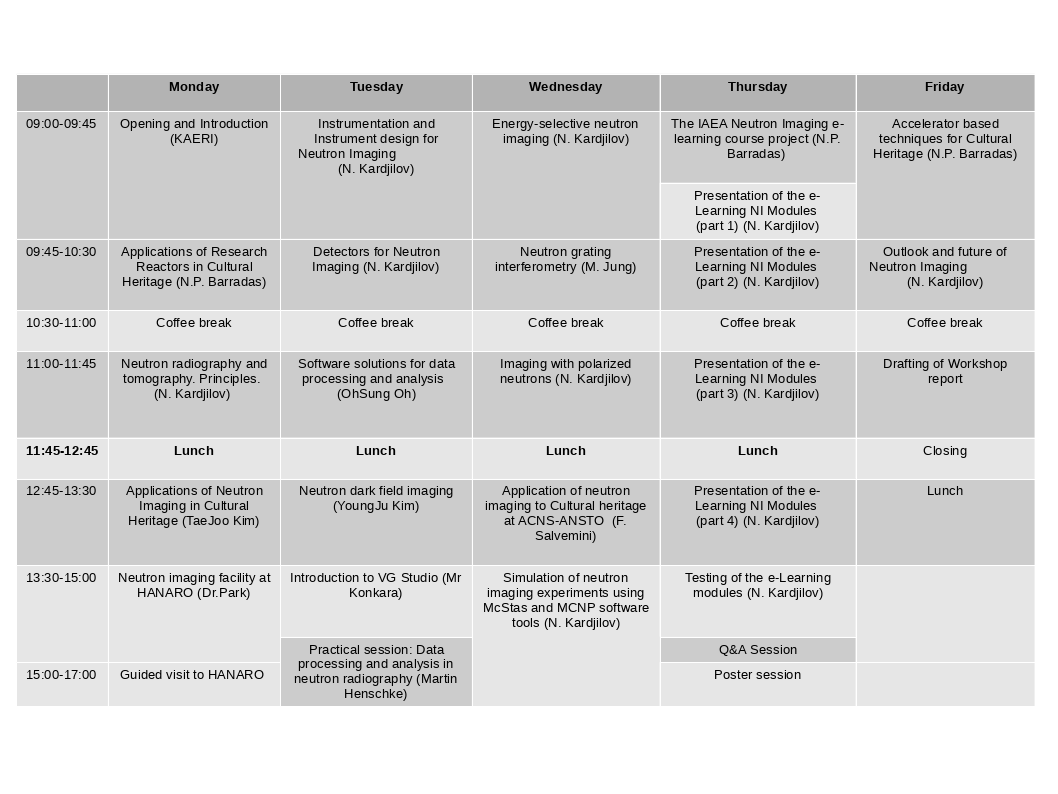 Monday Tuesday Wednesday Thursday Friday
09:00-09:45
Opening and Introduction
(KAERI)
Instrumentation and
Instrument design for
Neutron Imaging
(N. Kardjilov)
Energy-selective neutron
imaging (N. Kardjilov)
The IAEA Neutron Imaging e-
learning course project (N.P.
Barradas)
Presentation of the e-
Learning NI Modules
(part 1) (N. Kardjilov)
Accelerator based
techniques for Cultural
Heritage (N.P. Barradas)
09:45-10:30
Applications of Research
Reactors in Cultural
Heritage (N.P. Barradas)
Detectors for Neutron
Imaging (N. Kardjilov)
Neutron grating
interferometry (M. Jung)
Presentation of the e-
Learning NI Modules
(part 2) (N. Kardjilov)
Outlook and future of
Neutron Imaging
(N. Kardjilov)
10:30-11:00 Coffee break Coffee break Coffee break Coffee break Coffee break
11:00-11:45
Neutron radiography and
tomography. Principles.
(N. Kardjilov)
Software solutions for data
processing and analysis
(OhSung Oh)
Imaging with polarized
neutrons (N. Kardjilov)
Presentation of the e-
Learning NI Modules
(part 3) (N. Kardjilov)
Drafting of Workshop
report
11:45-12:45 Lunch Lunch Lunch Lunch Closing
12:45-13:30
Applications of Neutron
Imaging in Cultural
Heritage (TaeJoo Kim)
Neutron dark field imaging
(YoungJu Kim)
Application of neutron
imaging to Cultural heritage
at ACNS-ANSTO (F.
Salvemini)
Presentation of the e-
Learning NI Modules
(part 4) (N. Kardjilov)
Lunch
13:30-15:00
Neutron imaging facility at
HANARO (Dr.Park)
Introduction to VG Studio (Mr
Konkara)
Practical session: Data
processing and analysis in
neutron radiography (Martin
Henschke)
Simulation of neutron
imaging experiments using
McStas and MCNP software
tools (N. Kardjilov)
Testing of the e-Learning
modules (N. Kardjilov)
Q&A Session
15:00-17:00
Guided visit to HANARO
Poster session